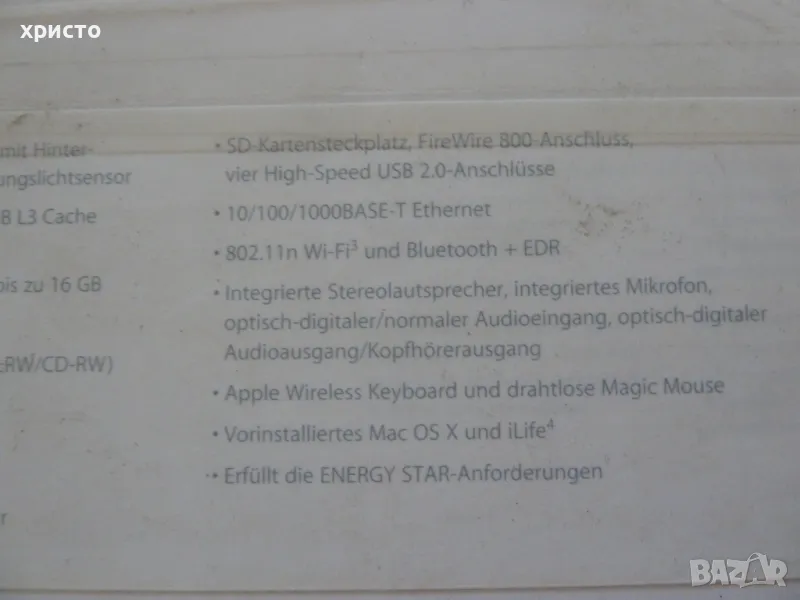 христо
mit Hinter-
ungslichtsensor
B L3 Cache
bis zu 16 GB
RW/CD-RW)
r
• SD-Kartensteckplatz, FireWire 800-Anschluss,
vier High-Speed USB 2.0-Anschlüsse
• 10/100/1000BASE-T Ethernet
• 802.11n Wi-Fi³ und Bluetooth + EDR
• Integrierte Stereolautsprecher, integriertes Mikrofon,
optisch-digitaler/normaler Audioeingang, optisch-digitaler
Audioausgang/Kopfhörerausgang
• Apple Wireless Keyboard und drahtlose Magic Mouse
• Vorinstalliertes Mac OS X und iLife⁴
• Erfüllt die ENERGY STAR-Anforderungen
BAZAR